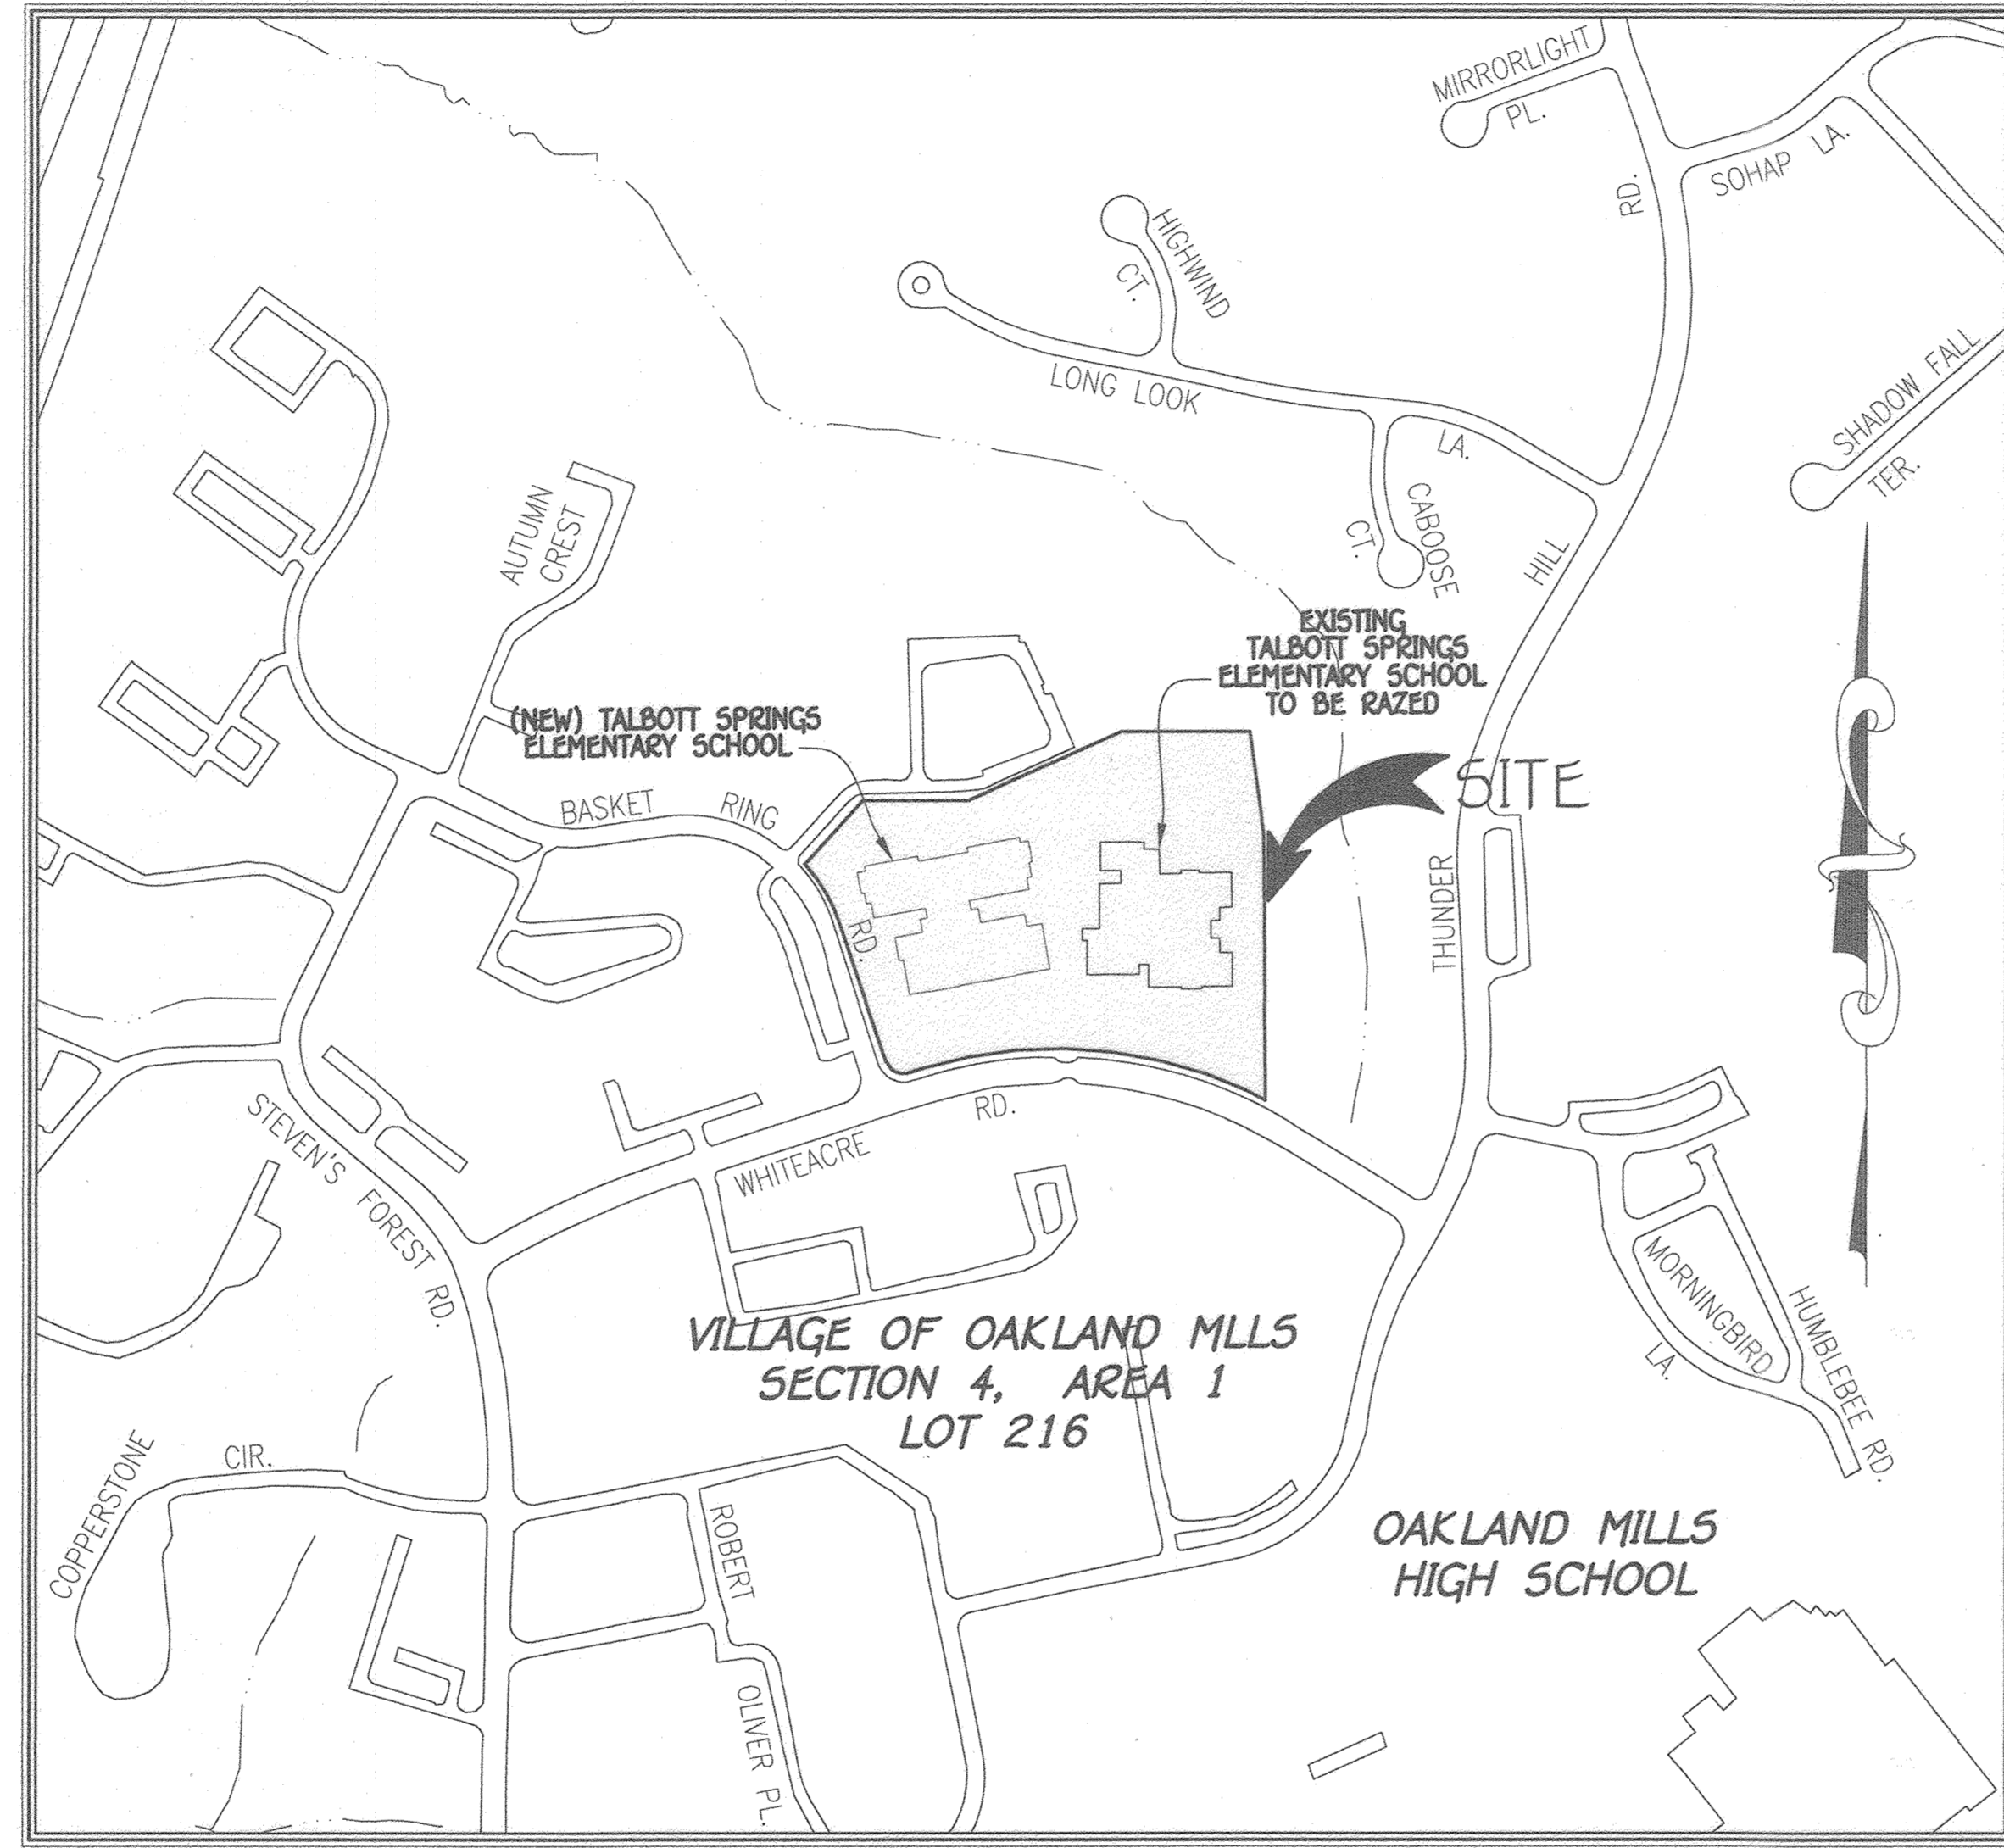 MIRRORLIGHT
PL.
SOHAP LA.
RD.
HIGHWIND
CT.
LONG LOOK
LA.
SHADOW FALL
TER.
CABOOSE
CT.
HILL
AUTUMN
CREST
EXISTING
TALBOTT SPRINGS
ELEMENTARY SCHOOL
TO BE RAZED
(NEW) TALBOTT SPRINGS
ELEMENTARY SCHOOL
SITE
BASKET RING
RD.
THUNDER
STEVEN'S FOREST RD.
WHITEACRE
RD.
MORNINGBIRD
LA.
HUMBLEBEE RD.
VILLAGE OF OAKLAND MLLS
SECTION 4, AREA 1
LOT 216
COPPERSTONE
CIR.
ROBERT
OLIVER PL.
OAKLAND MILLS
HIGH SCHOOL